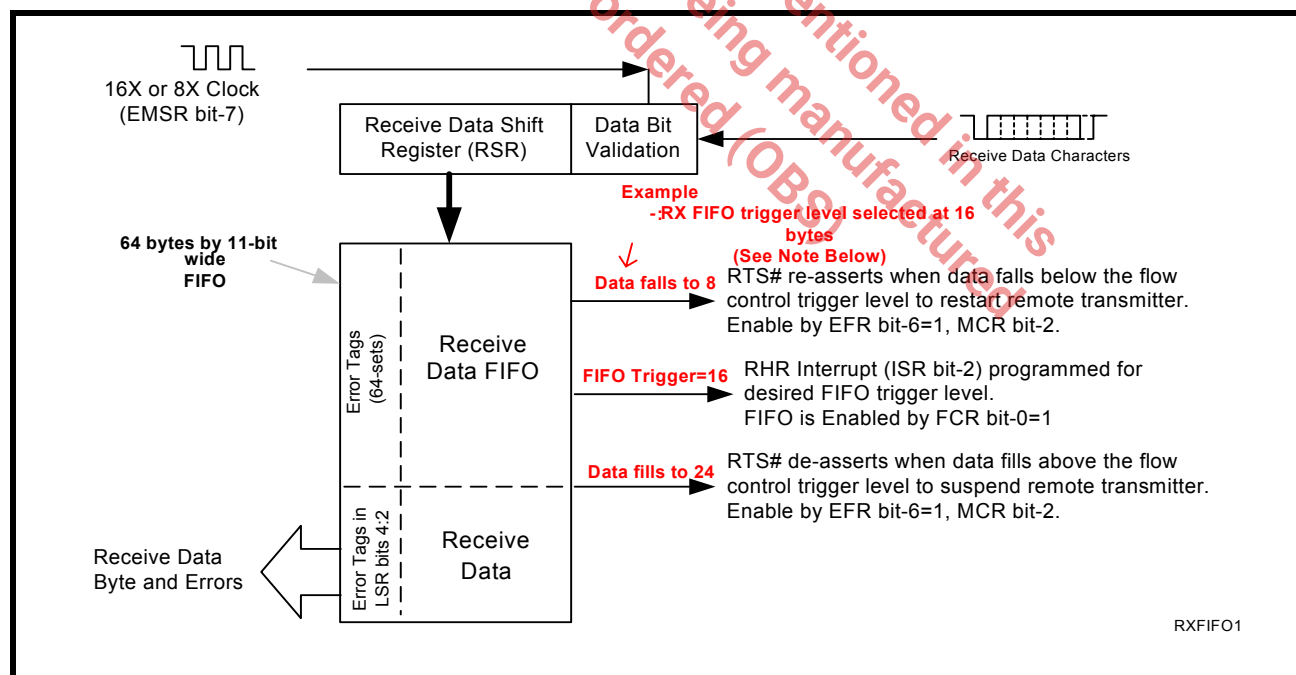 16X or 8X Clock
(EMSR bit-7)
Receive Data Shift
Register (RSR)
Data Bit
Validation
Receive Data Characters
ordered (OBS)
eing manufactured
entioned in this
Example
-:RX FIFO trigger level selected at 16
bytes
(See Note Below)
64 bytes by 11-bit
wide
FIFO
Data falls to 8
RTS# re-asserts when data falls below the flow
control trigger level to restart remote transmitter.
Enable by EFR bit-6=1, MCR bit-2.
Error Tags
(64-sets)
Receive
Data FIFO
FIFO Trigger=16
RHR Interrupt (ISR bit-2) programmed for
desired FIFO trigger level.
FIFO is Enabled by FCR bit-0=1
Data fills to 24
RTS# de-asserts when data fills above the flow
control trigger level to suspend remote transmitter.
Enable by EFR bit-6=1, MCR bit-2.
Error Tags in
LSR bits 4:2
Receive
Data
Receive Data
Byte and Errors
RXFIFO1